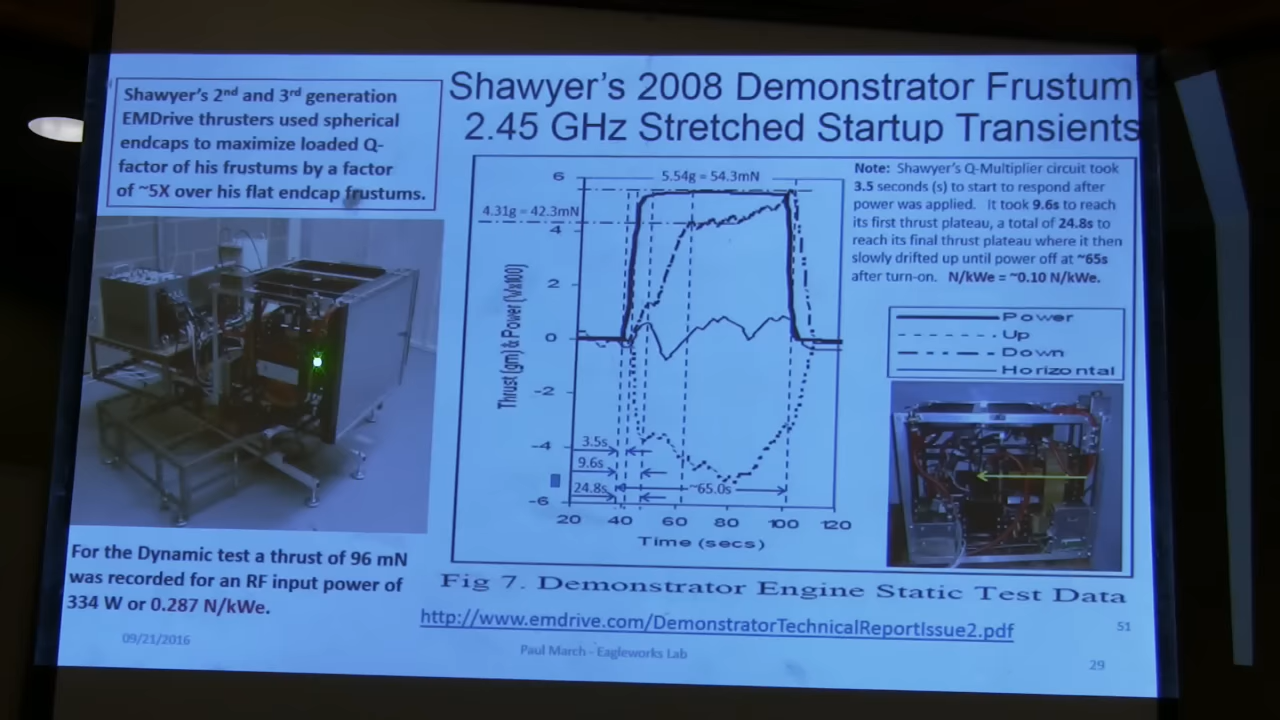 Shawyer's 2nd and 3rd generation
EMDrive thrusters used spherical
endcaps to maximize loaded Q-
factor of his frustums by a factor
of ~5X over his flat endcap frustums.
Shawyer's 2008 Demonstrator Frustum
2.45 GHz Stretched Startup Transients
Note: Shawyer's Q-Multiplier circuit took
3.5 seconds (s) to start to respond after
power was applied. It took 9.6s to reach
its first thrust plateau, a total of 24.8s to
reach its final thrust plateau where it then
slowly drifted up until power off at ~65s
after turn-on. N/kWe = ~0.10 N/kWe.
5.54g = 54.3mN
4.31g = 42.3mN
Thrust (gm) & Power (Wx100)
6
4
2
0
-2
-4
-6
3.5s
9.6s
24.8s
~65.0s
20 40 60 80 100 120
Time (secs)
Power
Up
Down
Horizontal
Fig 7. Demonstrator Engine Static Test Data
For the Dynamic test a thrust of 96 mN
was recorded for an RF input power of
334 W or 0.287 N/kWe.
http://www.emdrive.com/DemonstratorTechnicalReportIssue2.pdf
51
09/21/2016
Paul March - Eagleworks Lab
29